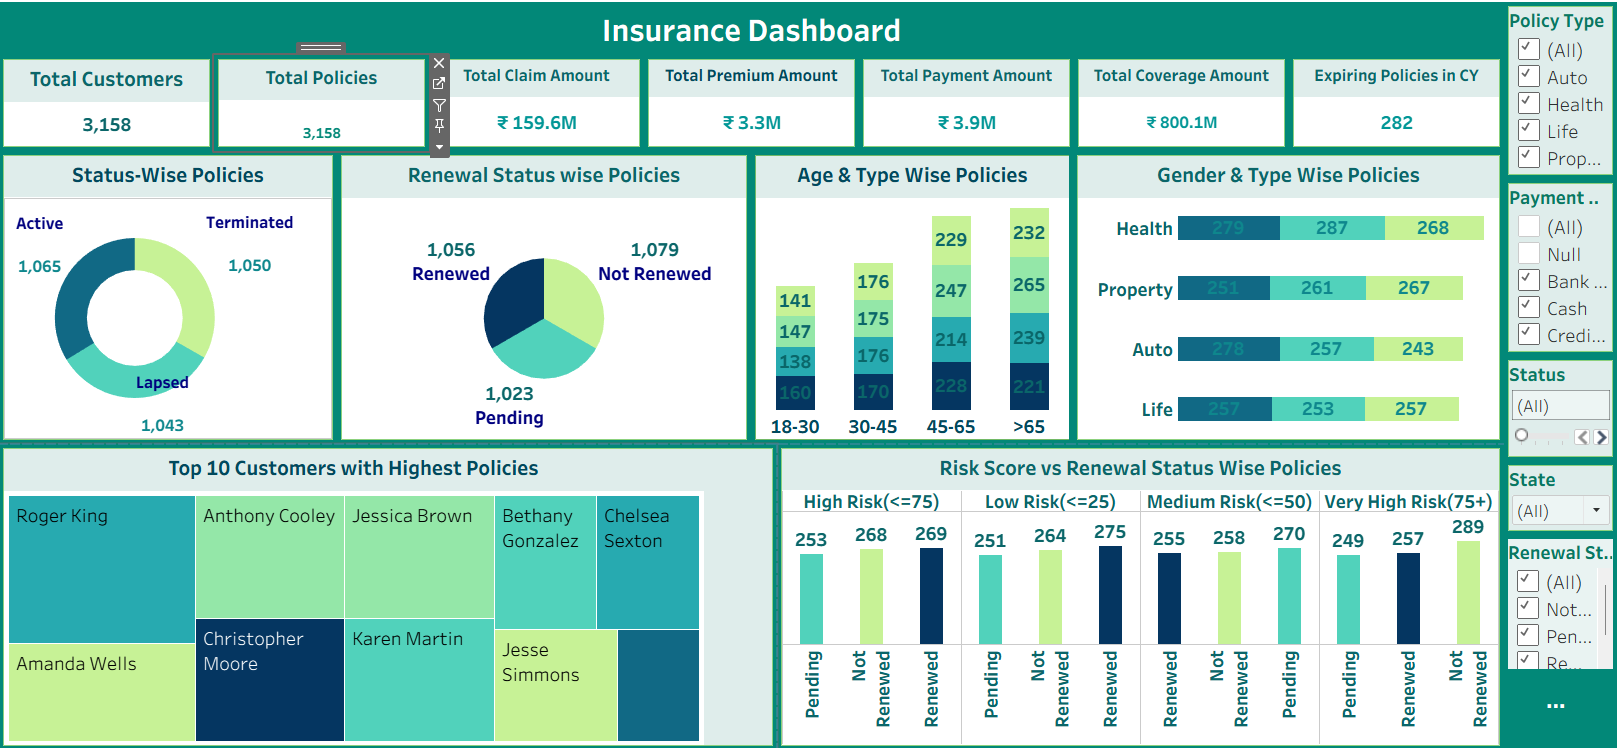 Insurance Dashboard
Total Customers
3,158
Total Policies
3,158
Total Claim Amount
₹ 159.6M
Total Premium Amount
₹ 3.3M
Total Payment Amount
₹ 3.9M
Total Coverage Amount
₹ 800.1M
Expiring Policies in CY
282
Status-Wise Policies
Active
Terminated
1,065
1,050
Lapsed
1,043
Renewal Status wise Policies
1,056
Renewed
1,079
Not Renewed
1,023
Pending
Age & Type Wise Policies
141
147
138
160
18-30
176
175
176
170
30-45
229
247
214
228
45-65
232
265
239
221
>65
Gender & Type Wise Policies
Health 279 287 268
Property 251 261 267
Auto 278 257 243
Life 257 253 257
Top 10 Customers with Highest Policies
Roger King
Amanda Wells
Anthony Cooley
Christopher
Moore
Jessica Brown
Karen Martin
Bethany
Gonzalez
Chelsea
Sexton
Jesse
Simmons
Risk Score vs Renewal Status Wise Policies
High Risk(<=75)
253 268 269
Pending
Not
Renewed
Renewed
Low Risk(<=25)
251 264 275
Pending
Not
Renewed
Renewed
Medium Risk(<=50)
255 258 270
Renewed
Not
Renewed
Pending
Very High Risk(75+)
249 257 289
Pending
Renewed
Not
Renewed
Policy Type
(All)
Auto
Health
Life
Prop...
Payment ..
(All)
Null
Bank ...
Cash
Credi...
Status
(All)
State
(All)
Renewal St..
(All)
Not...
Pen...
Re...
...